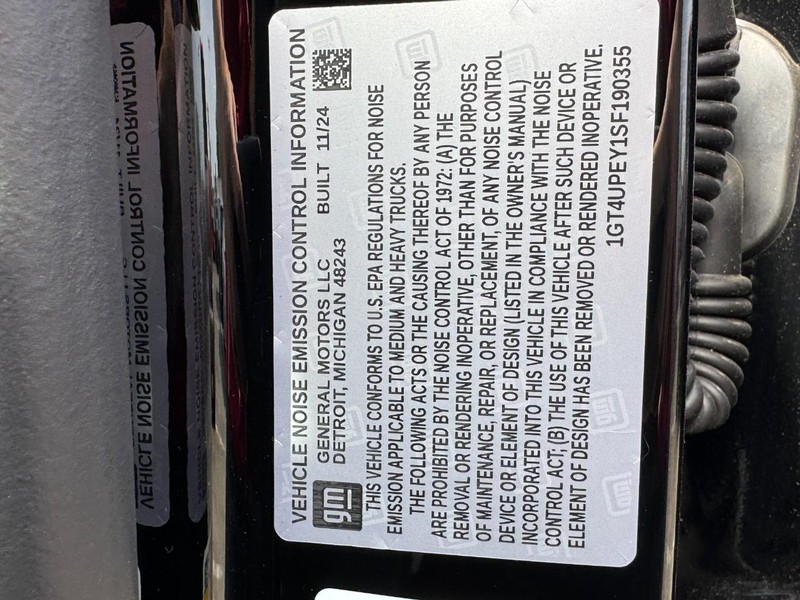 VEHICLE NOISE EMISSION CONTROL INFORMATION
gm
GENERAL MOTORS LLC BUILT 11/24
DETROIT, MICHIGAN 48243
THIS VEHICLE CONFORMS TO U.S. EPA REGULATIONS FOR NOISE
EMISSION APPLICABLE TO MEDIUM AND HEAVY TRUCKS.
THE FOLLOWING ACTS OR THE CAUSING THEREOF BY ANY PERSON
ARE PROHIBITED BY THE NOISE CONTROL ACT OF 1972: (A) THE
REMOVAL OR RENDERING INOPERATIVE, OTHER THAN FOR PURPOSES
OF MAINTENANCE, REPAIR, OR REPLACEMENT, OF ANY NOISE CONTROL
DEVICE OR ELEMENT OF DESIGN (LISTED IN THE OWNER'S MANUAL)
INCORPORATED INTO THIS VEHICLE IN COMPLIANCE WITH THE NOISE
CONTROL ACT; (B) THE USE OF THIS VEHICLE AFTER SUCH DEVICE OR
ELEMENT OF DESIGN HAS BEEN REMOVED OR RENDERED INOPERATIVE.
1GT4UPEY1SF190355
VEHICLE NOISE EMISSION CONTROL INFORMATION